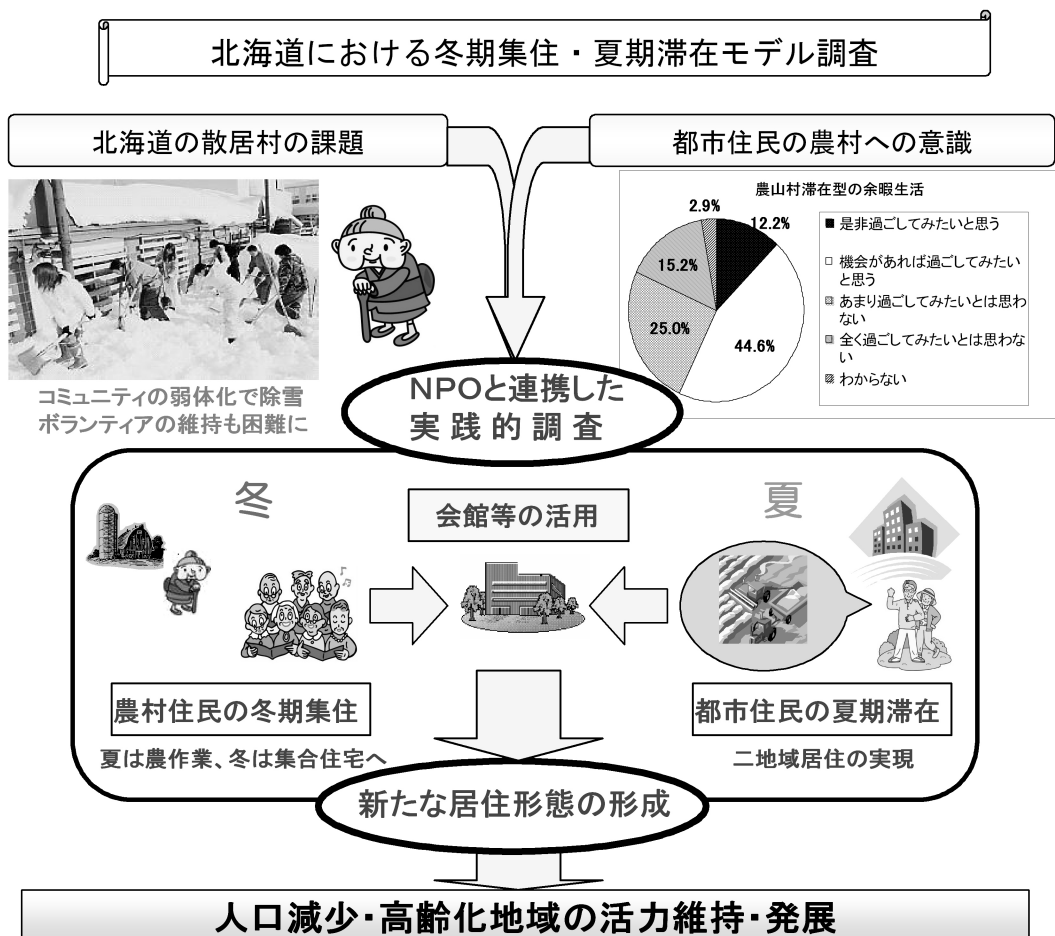 北海道における冬期集住・夏期滞在モデル調査
北海道の散居村の課題
都市住民の農村への意識
コミュニティの弱体化で除雪
ボランティアの維持も困難に
農山村滞在型の余暇生活
2.9%
12.2%
15.2%
25.0%
44.6%
是非過ごしてみたいと思う
機会があれば過ごしてみたい
と思う
あまり過ごしてみたいとは思わ
ない
全く過ごしてみたいとは思わな
い
わからない
NPOと連携した
実践的調査
冬
会館等の活用
夏
農村住民の冬期集住
夏は農作業、冬は集合住宅へ
都市住民の夏期滞在
二地域居住の実現
新たな居住形態の形成
人口減少・高齢化地域の活力維持・発展